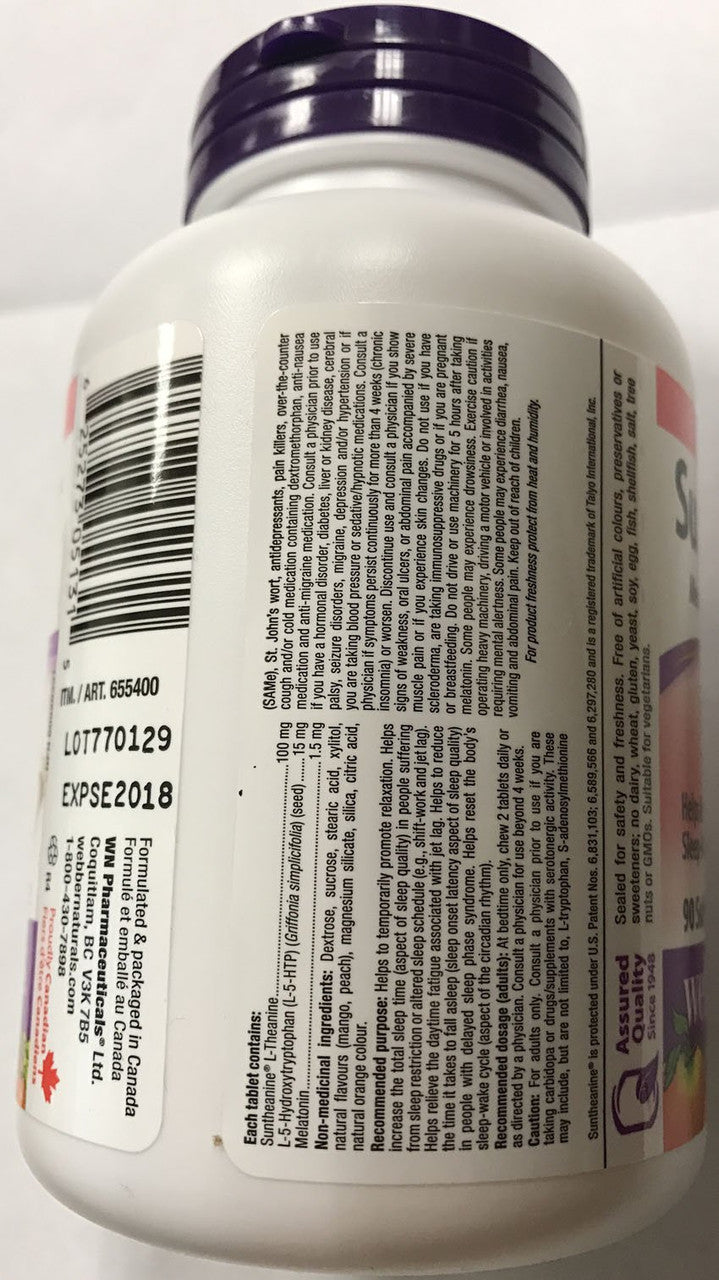 Each tablet contains:
Suntheanine® L-Theanine..........100 mg
L-5-Hydroxytryptophan (L-5-HTP) (Griffonia simplicifolia) (seed) ......15 mg
Melatonin..........1.5 mg
Non-medicinal ingredients: Dextrose, sucrose, stearic acid, xylitol,
natural flavours (mango, peach), magnesium silicate, silica, citric acid,
natural orange colour.
Recommended purpose: Helps to temporarily promote relaxation. Helps
increase the total sleep time (aspect of sleep quality) in people suffering
from sleep restriction or altered sleep schedule (e.g., shift-work and jet lag).
Helps relieve the daytime fatigue associated with jet lag. Helps to reduce
the time it takes to fall asleep (sleep onset latency aspect of sleep quality)
in people with delayed sleep phase syndrome. Helps reset the body's
sleep-wake cycle (aspect of the circadian rhythm).
Recommended dosage (adults): At bedtime only, chew 2 tablets daily or
as directed by a physician. Consult a physician for use beyond 4 weeks.
Caution: For adults only. Consult a physician prior to use if you are
taking carbidopa or drugs/supplements with serotonergic activity. These
may include, but are not limited to, L-tryptophan, S-adenosylmethionine
(SAMe), St. John's wort, antidepressants, pain killers, over-the-counter
cough and/or cold medication containing dextromethorphan, anti-nausea
medication and anti-migraine medication. Consult a physician prior to use
if you have a hormonal disorder, diabetes, liver or kidney disease, cerebral
palsy, seizure disorders, migraine, depression and/or hypertension or if
you are taking blood pressure or sedative/hypnotic medications. Consult a
physician if symptoms persist continuously for more than 4 weeks (chronic
insomnia) or worsen. Discontinue use and consult a physician if you show
signs of weakness, oral ulcers, or abdominal pain accompanied by severe
muscle pain or if you experience skin changes. Do not use if you have
scleroderma, are taking immunosuppressive drugs or if you are pregnant
or breastfeeding. Do not drive or use machinery for 5 hours after taking
melatonin. Some people may experience drowsiness. Exercise caution if
operating heavy machinery, driving a motor vehicle or involved in activities
requiring mental alertness. Some people may experience diarrhea, nausea,
vomiting and abdominal pain. Keep out of reach of children.
For product freshness protect from heat and humidity.
Suntheanine® is protected under U.S. Patent Nos. 6,831,103; 6,589,566 and 6,297,280 and is a registered trademark of Taiyo International, Inc.
Assured
Quality
Since 1948
Sealed for safety and freshness. Free of artificial colours, preservatives or
sweeteners; no dairy, wheat, gluten, yeast, soy, egg, fish, shellfish, salt, tree
nuts or GMOs. Suitable for vegetarians.
6 25273 05131 5
ITM. / ART. 655400
LOT770129
EXPSE2018
Formulated & packaged in Canada
Formulé et emballé au Canada
WN Pharmaceuticals® Ltd.
Coquitlam, BC V3K 7B5
webbernaturals.com
1-800-430-7898
R4
Proudly Canadian
Fiers d'être Canadiens
90 So